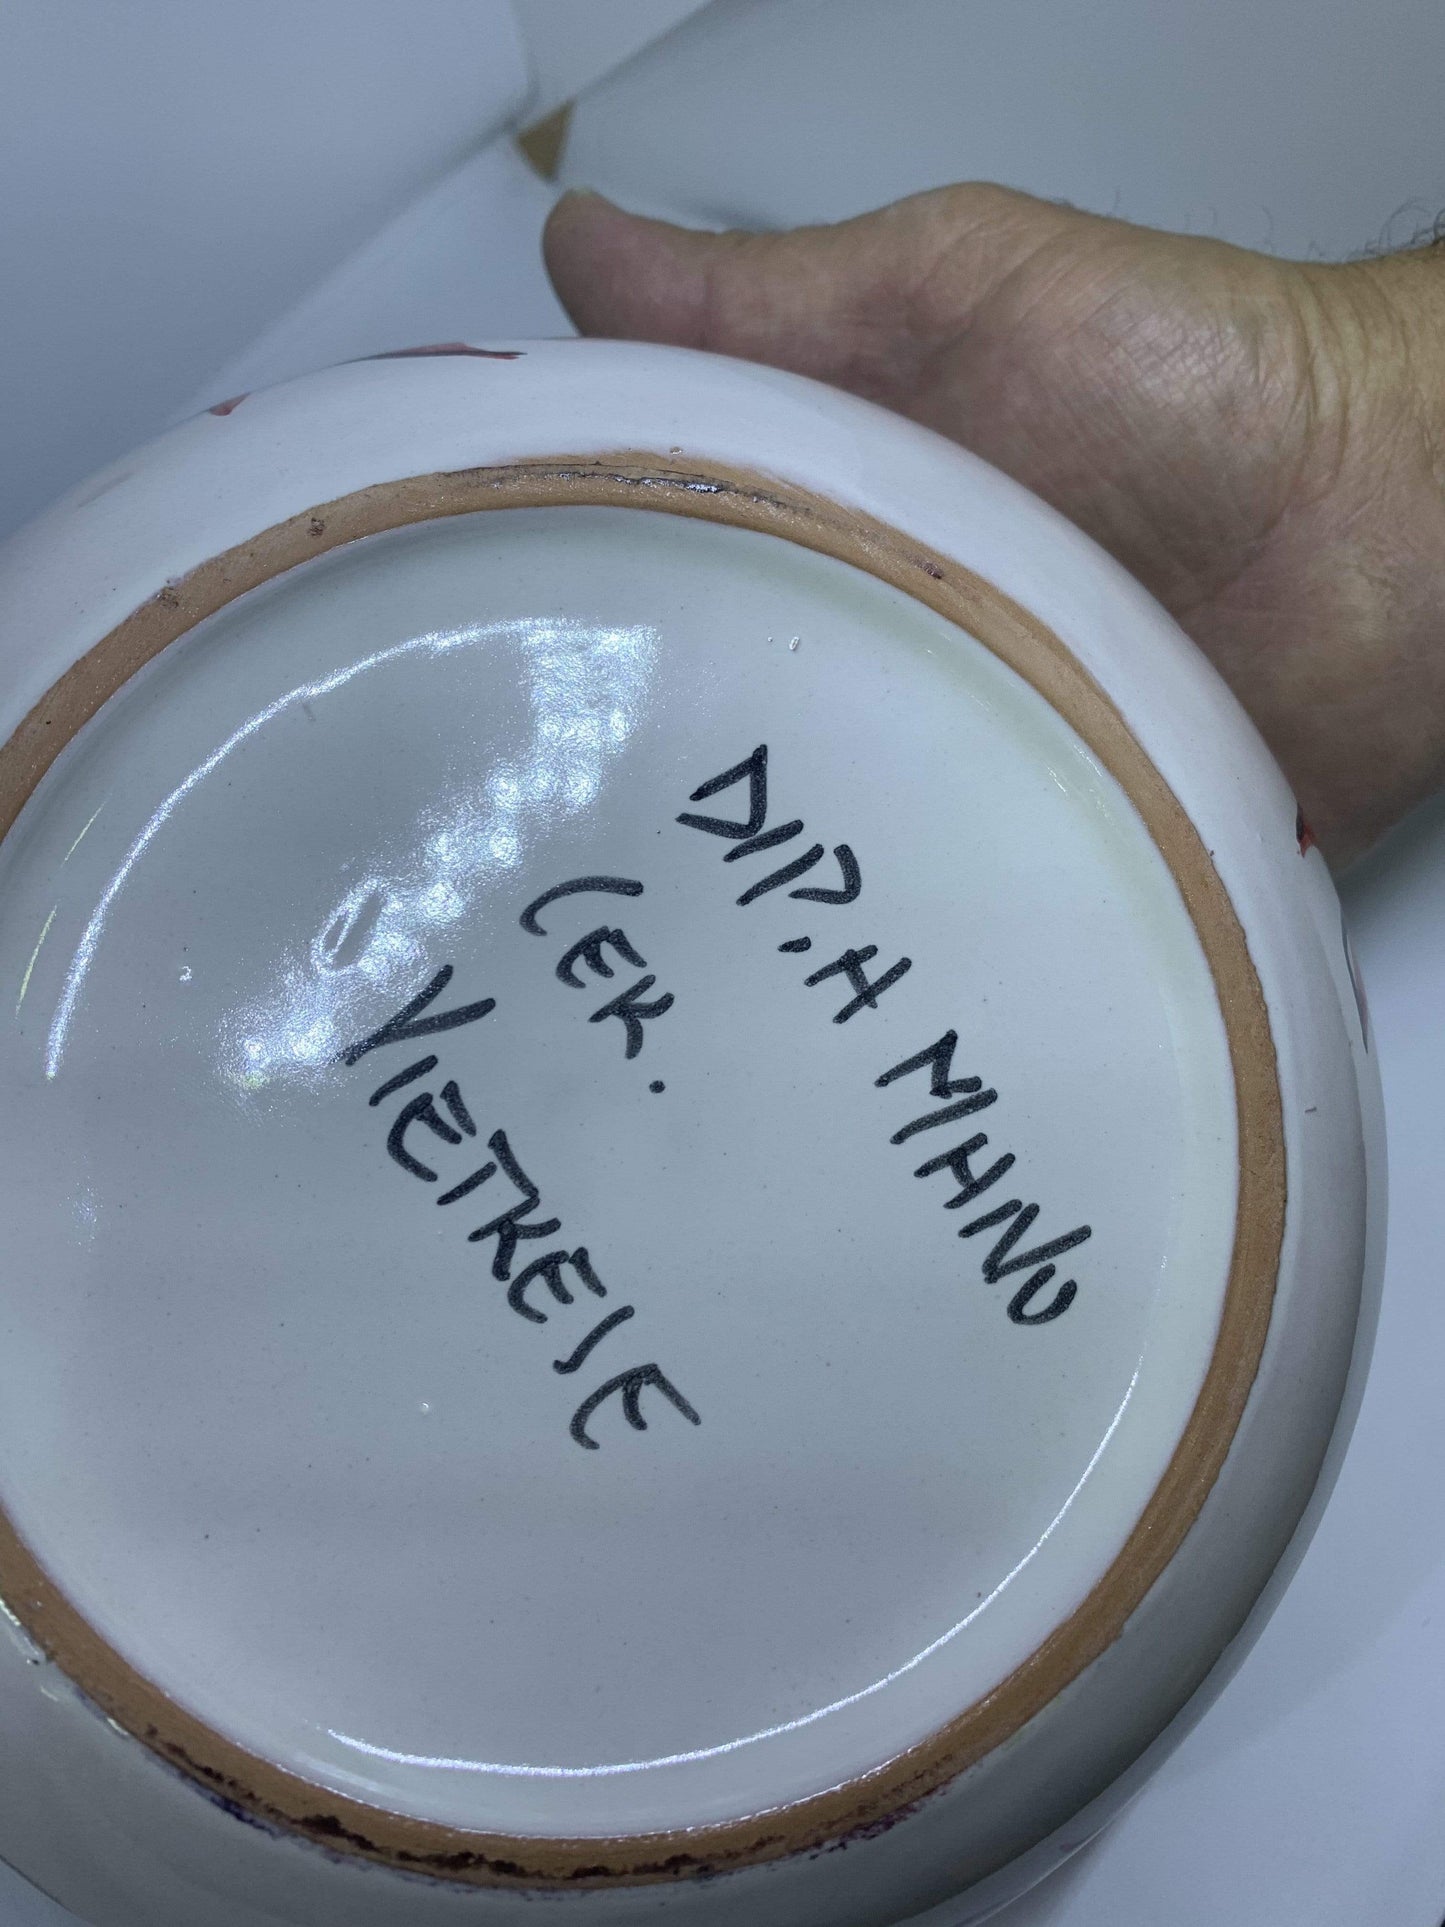 DIP. A MANO
CER.
VIETRESE